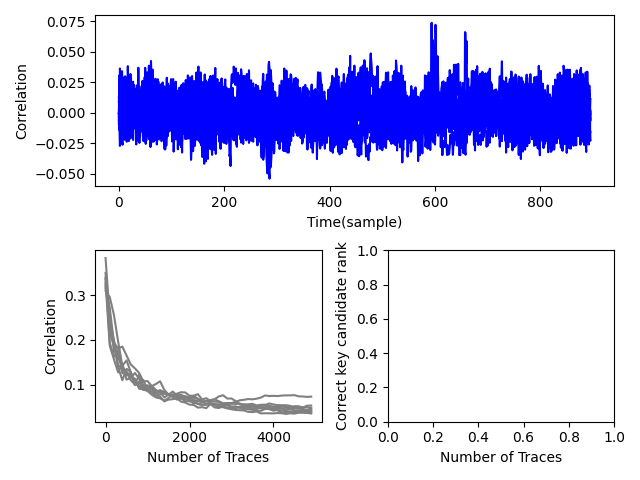 0.075
0.050
0.025
0.000
−0.025
−0.050
Correlation
0 200 400 600 800
Time(sample)
0.3
0.2
0.1
Correlation
0 2000 4000
Number of Traces
1.0
0.8
0.6
0.4
0.2
0.0
Correct key candidate rank
0.0 0.2 0.4 0.6 0.8 1.0
Number of Traces